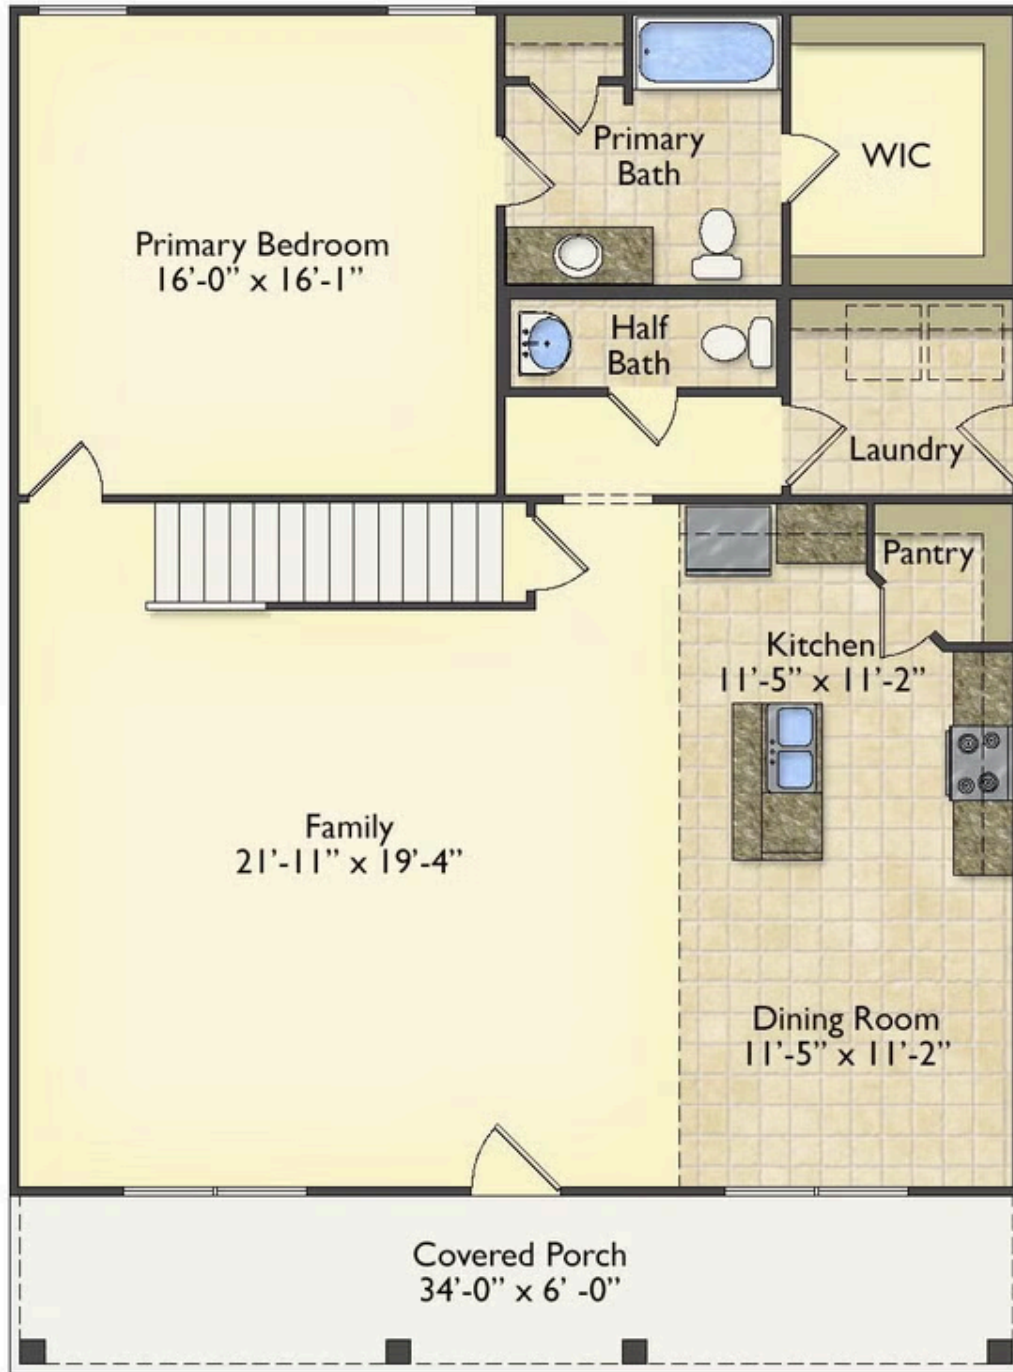 Primary
Bath
WIC
Primary Bedroom
16'-0” x 16'-1”
Half
Bath
Laundry
Pantry
Kitchen
11'-5” x 11'-2”
Family
21'-11” x 19'-4”
Dining Room
11'-5” x 11'-2”
Covered Porch
34'-0” x 6' -0”